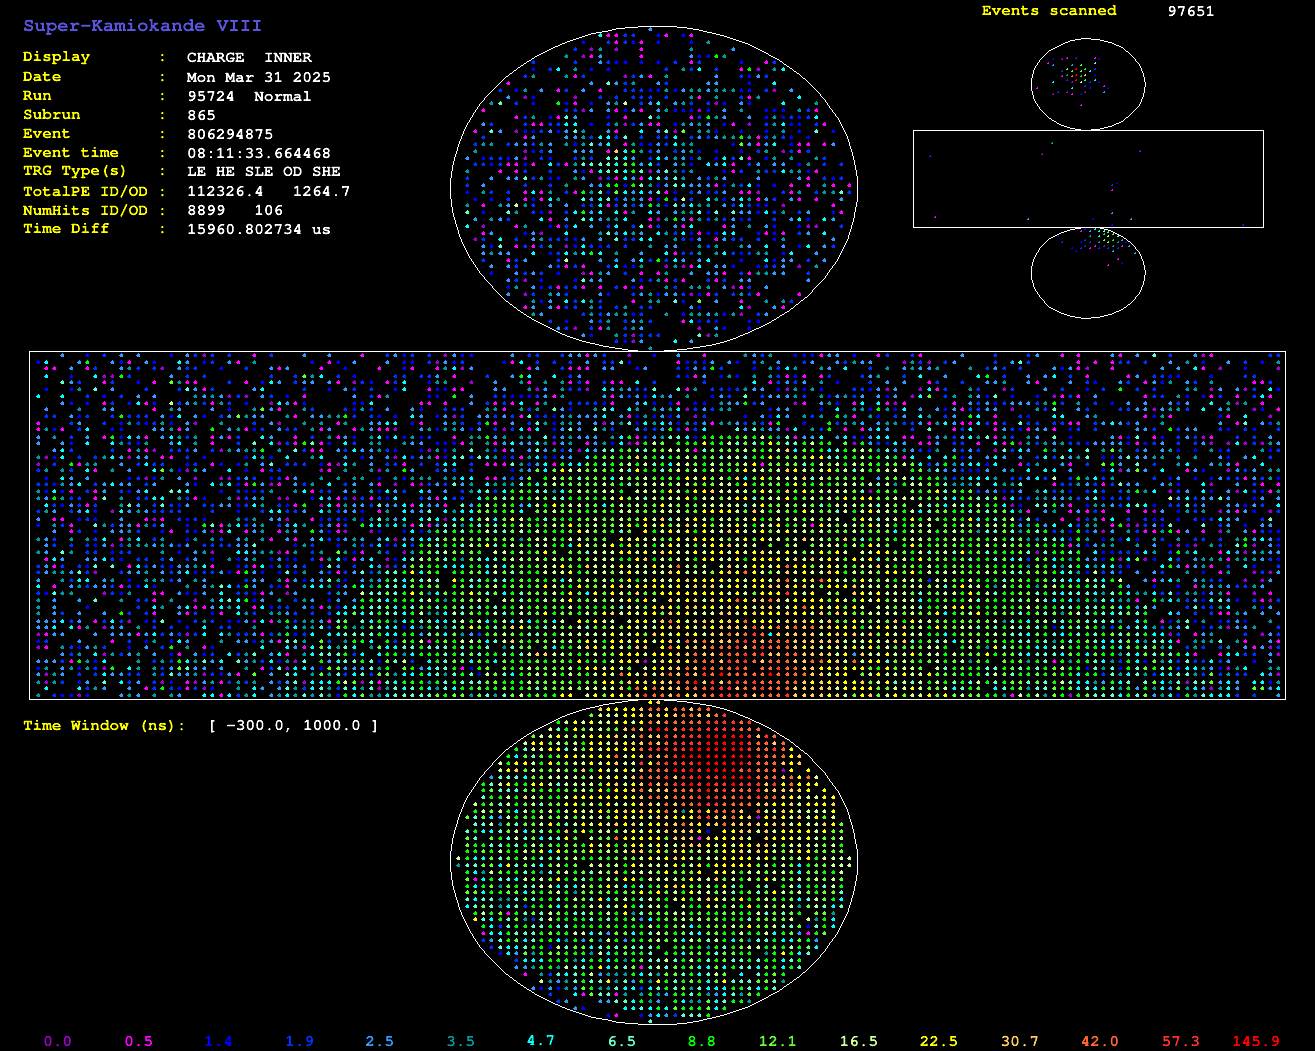 Super-Kamiokande VIII
Display : CHARGE INNER
Date : Mon Mar 31 2025
Run : 95724 Normal
Subrun : 865
Event : 806294875
Event time : 08:11:33.664468
TRG Type(s) : LE HE SLE OD SHE
TotalPE ID/OD : 112326.4 1264.7
NumHits ID/OD : 8899 106
Time Diff : 15960.802734 us
Events scanned 97651
Time Window (ns): [ -300.0, 1000.0 ]
0.0 0.5 1.4 1.9 2.5 3.5 4.7 6.5 8.8 12.1 16.5 22.5 30.7 42.0 57.3 145.9